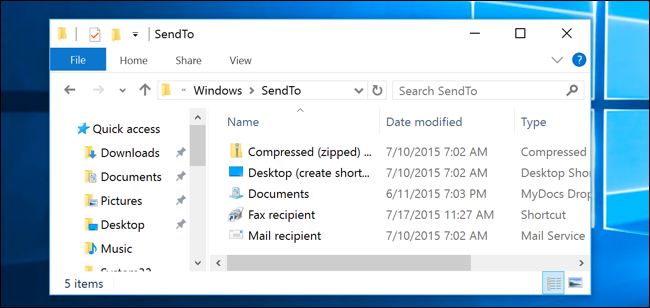 SendTo
File Home Share View
« Windows > SendTo Search SendTo
Name Date modified Type
Quick access
Downloads
Documents
Pictures
Desktop
Music
Compressed (zipped) ... 7/10/2015 7:02 AM Compressed
Desktop (create short... 7/10/2015 7:02 AM Desktop Sho
Documents 6/11/2015 7:03 PM MyDocs Drop
Fax recipient 7/17/2015 11:27 AM Shortcut
Mail recipient 7/10/2015 7:02 AM Mail Service
5 items